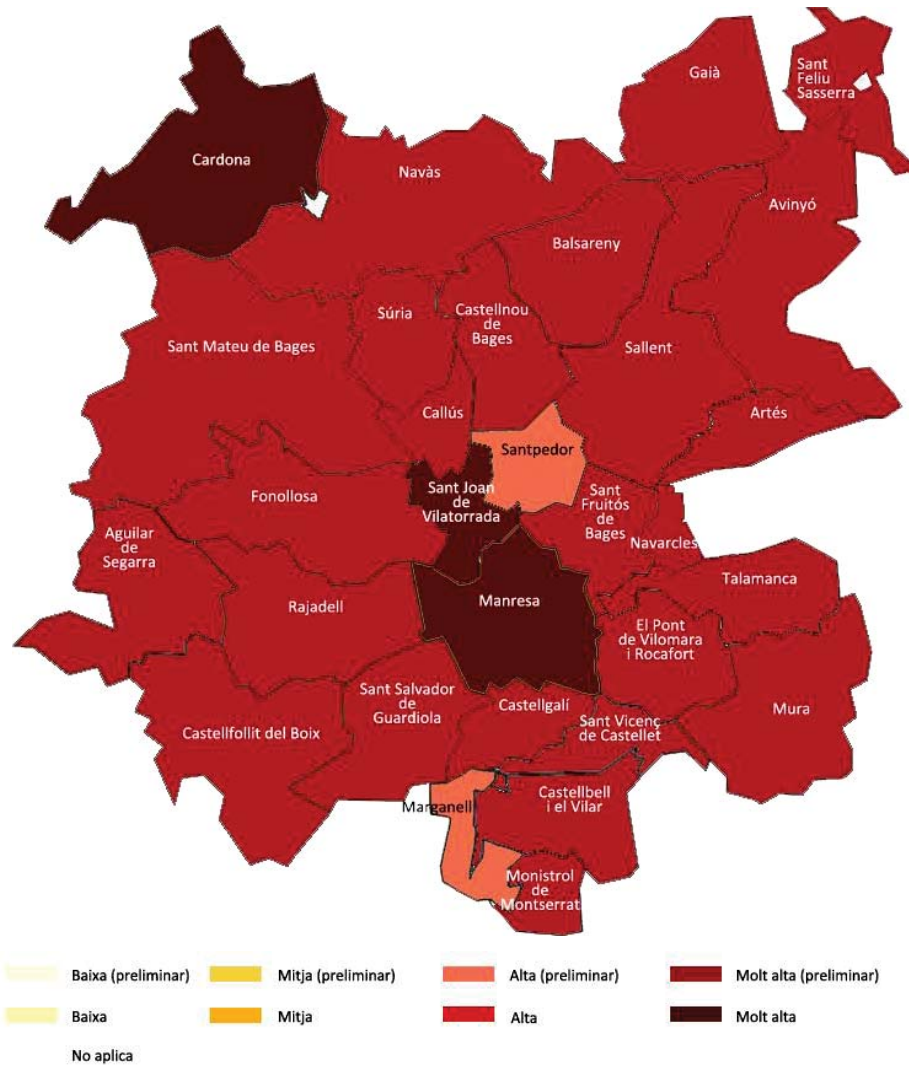 Gaià
Sant
Feliu
Sasserra
Cardona
Navàs
Avinyó
Balsareny
Súria
Castellnou
de
Bages
Sant Mateu de Bages
Sallent
Callús
Artés
Santpedor
Fonollosa
Sant Joan
de
Vilatorrada
Sant
Fruitós
de
Bages
Navarcles
Aguilar
de
Segarra
Talamanca
Rajadell
Manresa
El Pont
de Vilomara
i Rocafort
Sant Salvador
de
Guardiola
Castellgalí
Mura
Sant Vicenç
de Castellet
Castellfollit del Boix
Castellbell
i el Vilar
Marganell
Monistrol
de
Montserrat
Baixa (preliminar)
Mitja (preliminar)
Alta (preliminar)
Molt alta (preliminar)
Baixa
Mitja
Alta
Molt alta
No aplica